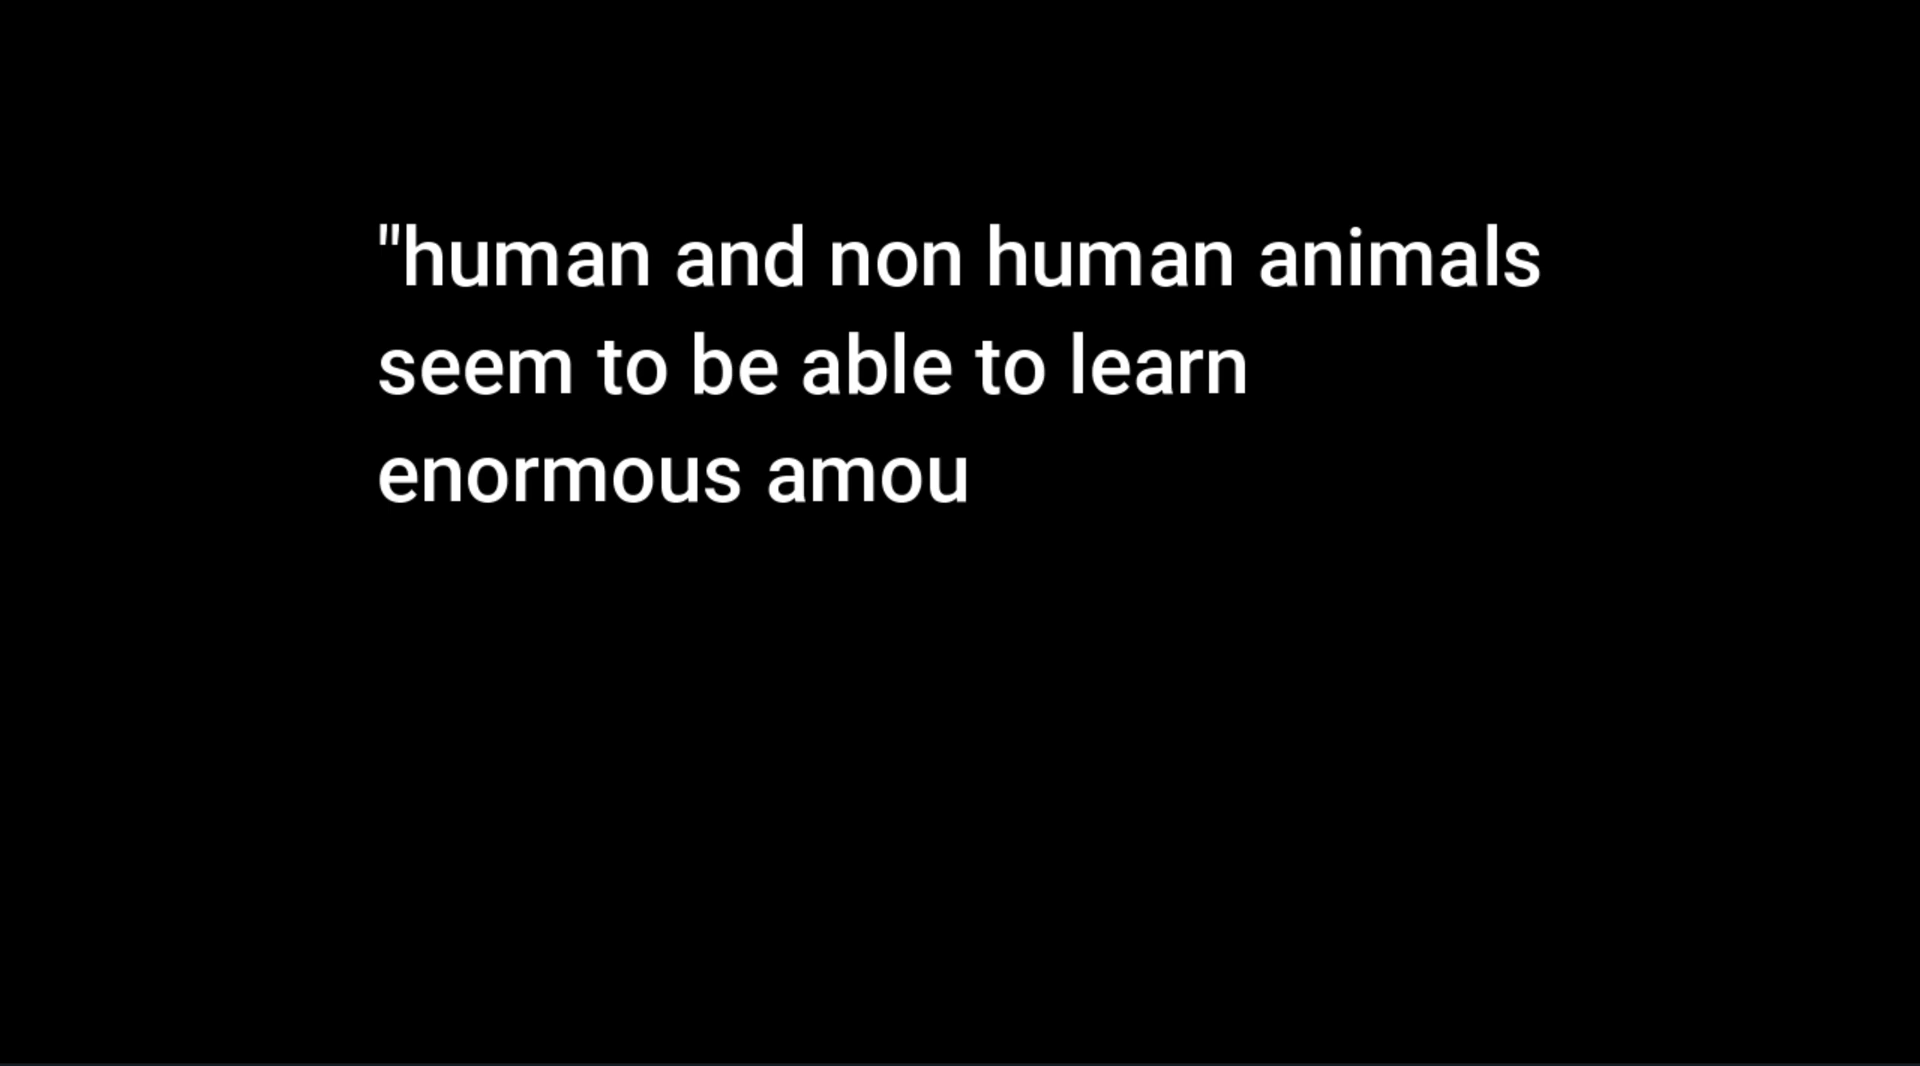 "human and non human animals
seem to be able to learn
enormous amou